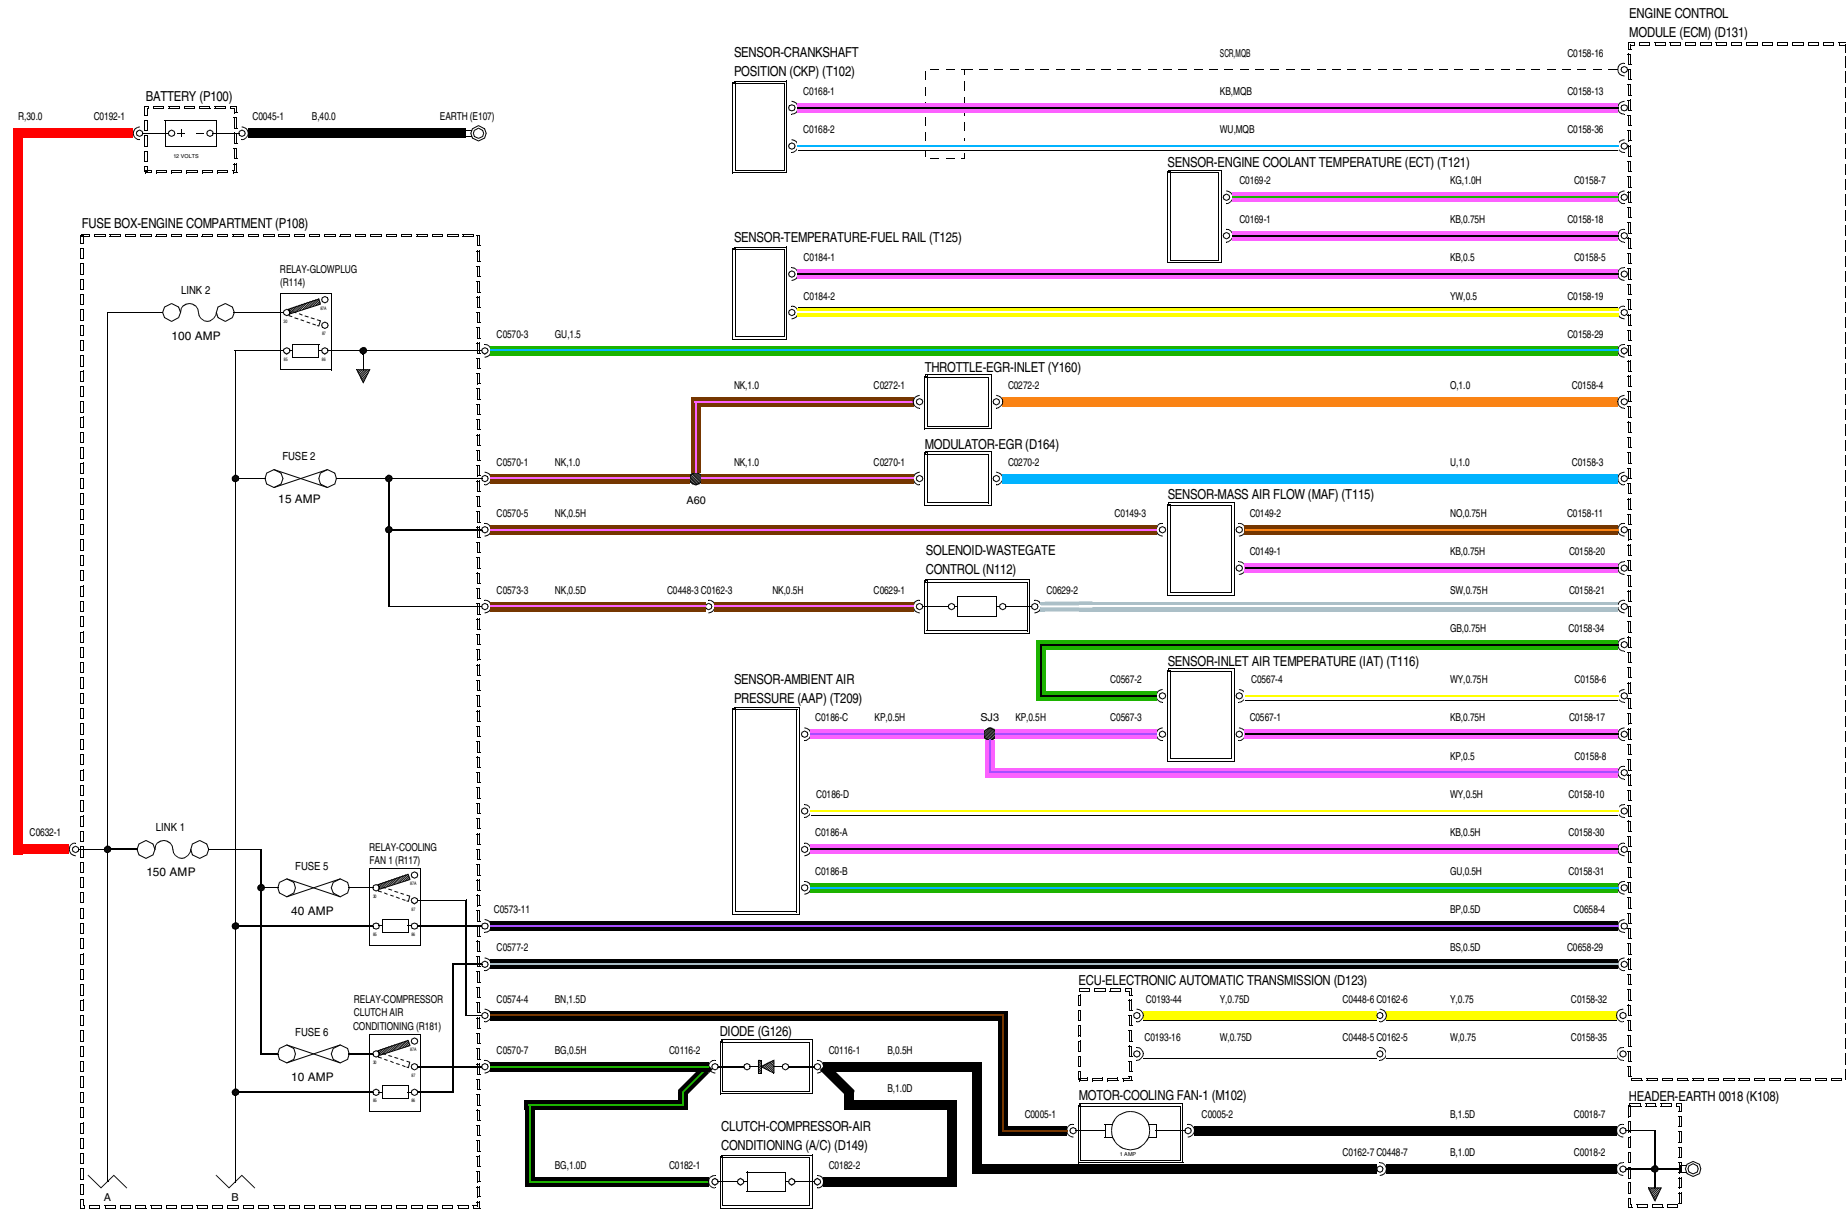 ENGINE CONTROL
MODULE (ECM) (D131)
SENSOR-CRANKSHAFT
POSITION (CKP) (T102)
SCR,MQB
C0158-16
C0168-1
KB,MQB
C0158-13
C0168-2
WU,MQB
C0158-36
BATTERY (P100)
R,30.0
C0192-1
C0045-1
B,40.0
EARTH (E107)
12 VOLTS
SENSOR-ENGINE COOLANT TEMPERATURE (ECT) (T121)
C0169-2
KG,1.0H
C0158-7
C0169-1
KB,0.75H
C0158-18
FUSE BOX-ENGINE COMPARTMENT (P108)
SENSOR-TEMPERATURE-FUEL RAIL (T125)
C0184-1
KB,0.5
C0158-5
C0184-2
YW,0.5
C0158-19
RELAY-GLOWPLUG
(R114)
LINK 2
100 AMP
87A
30
87
85
86
C0570-3
GU,1.5
C0158-29
THROTTLE-EGR-INLET (Y160)
NK,1.0
C0272-1
C0272-2
O,1.0
C0158-4
MODULATOR-EGR (D164)
FUSE 2
15 AMP
C0570-1
NK,1.0
NK,1.0
C0270-1
C0270-2
U,1.0
C0158-3
A60
SENSOR-MASS AIR FLOW (MAF) (T115)
C0570-5
NK,0.5H
C0149-3
C0149-2
NO,0.75H
C0158-11
C0149-1
KB,0.75H
C0158-20
SOLENOID-WASTEGATE
CONTROL (N112)
C0573-3
NK,0.5D
C0448-3 C0162-3
NK,0.5H
C0629-1
C0629-2
SW,0.75H
C0158-21
GB,0.75H
C0158-34
SENSOR-INLET AIR TEMPERATURE (IAT) (T116)
C0567-2
C0567-4
WY,0.75H
C0158-6
SENSOR-AMBIENT AIR
PRESSURE (AAP) (T209)
C0186-C
KP,0.5H
SJ3
KP,0.5H
C0567-3
C0567-1
KB,0.75H
C0158-17
KP,0.5
C0158-8
C0186-D
WY,0.5H
C0158-10
C0186-A
KB,0.5H
C0158-30
C0186-B
GU,0.5H
C0158-31
C0632-1
LINK 1
150 AMP
RELAY-COOLING
FAN 1 (R117)
FUSE 5
40 AMP
87A
30
87
85
86
C0573-11
BP,0.5D
C0658-4
C0577-2
BS,0.5D
C0658-29
ECU-ELECTRONIC AUTOMATIC TRANSMISSION (D123)
C0193-44
Y,0.75D
C0448-6 C0162-6
Y,0.75
C0158-32
C0193-16
W,0.75D
C0448-5 C0162-5
W,0.75
C0158-35
RELAY-COMPRESSOR
CLUTCH AIR
CONDITIONING (R181)
FUSE 6
10 AMP
87A
30
87
85
86
C0574-4
BN,1.5D
DIODE (G126)
C0570-7
BG,0.5H
C0116-2
C0116-1
B,0.5H
B,1.0D
MOTOR-COOLING FAN-1 (M102)
C0005-1
C0005-2
1 AMP
B,1.5D
C0018-7
HEADER-EARTH 0018 (K108)
CLUTCH-COMPRESSOR-AIR
CONDITIONING (A/C) (D149)
BG,1.0D
C0182-1
C0182-2
C0162-7 C0448-7
B,1.0D
C0018-2
A
B